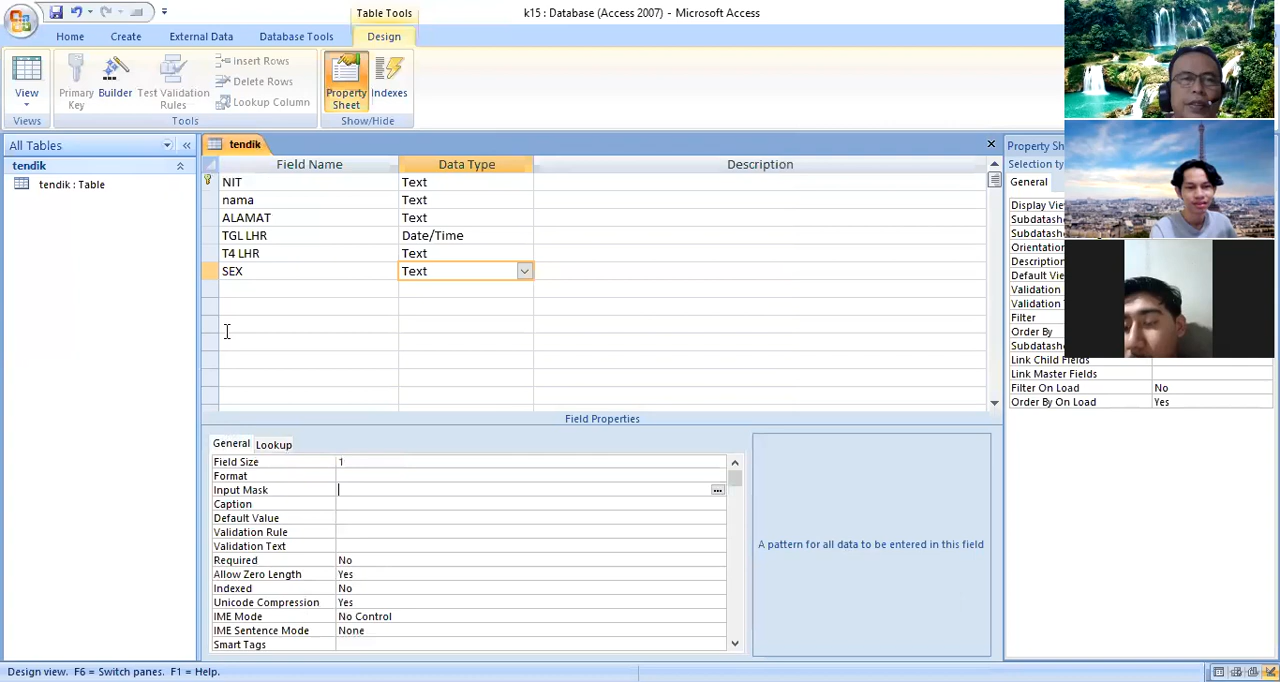 Table Tools
k15 : Database (Access 2007) - Microsoft Access
Home Create External Data Database Tools Design
View
Primary Key
Builder
Test Validation Rules
Insert Rows
Delete Rows
Lookup Column
Property Sheet
Indexes
Views
Tools
Show/Hide
All Tables
tendik
tendik : Table
tendik
Field Name Data Type Description
NIT Text
nama Text
ALAMAT Text
TGL LHR Date/Time
T4 LHR Text
SEX Text
Field Properties
General Lookup
Field Size 1
Format
Input Mask
Caption
Default Value
Validation Rule
Validation Text
Required No
Allow Zero Length Yes
Indexed No
Unicode Compression Yes
IME Mode No Control
IME Sentence Mode None
Smart Tags
A pattern for all data to be entered in this field
Property Sh
Selection ty
General
Display Vie
Subdatashe
Subdatashe
Orientation
Description
Default View
Validation
Validation
Filter
Order By
Subdatashe
Link Child Fields
Link Master Fields
Filter On Load No
Order By On Load Yes
Design view. F6 = Switch panes. F1 = Help.